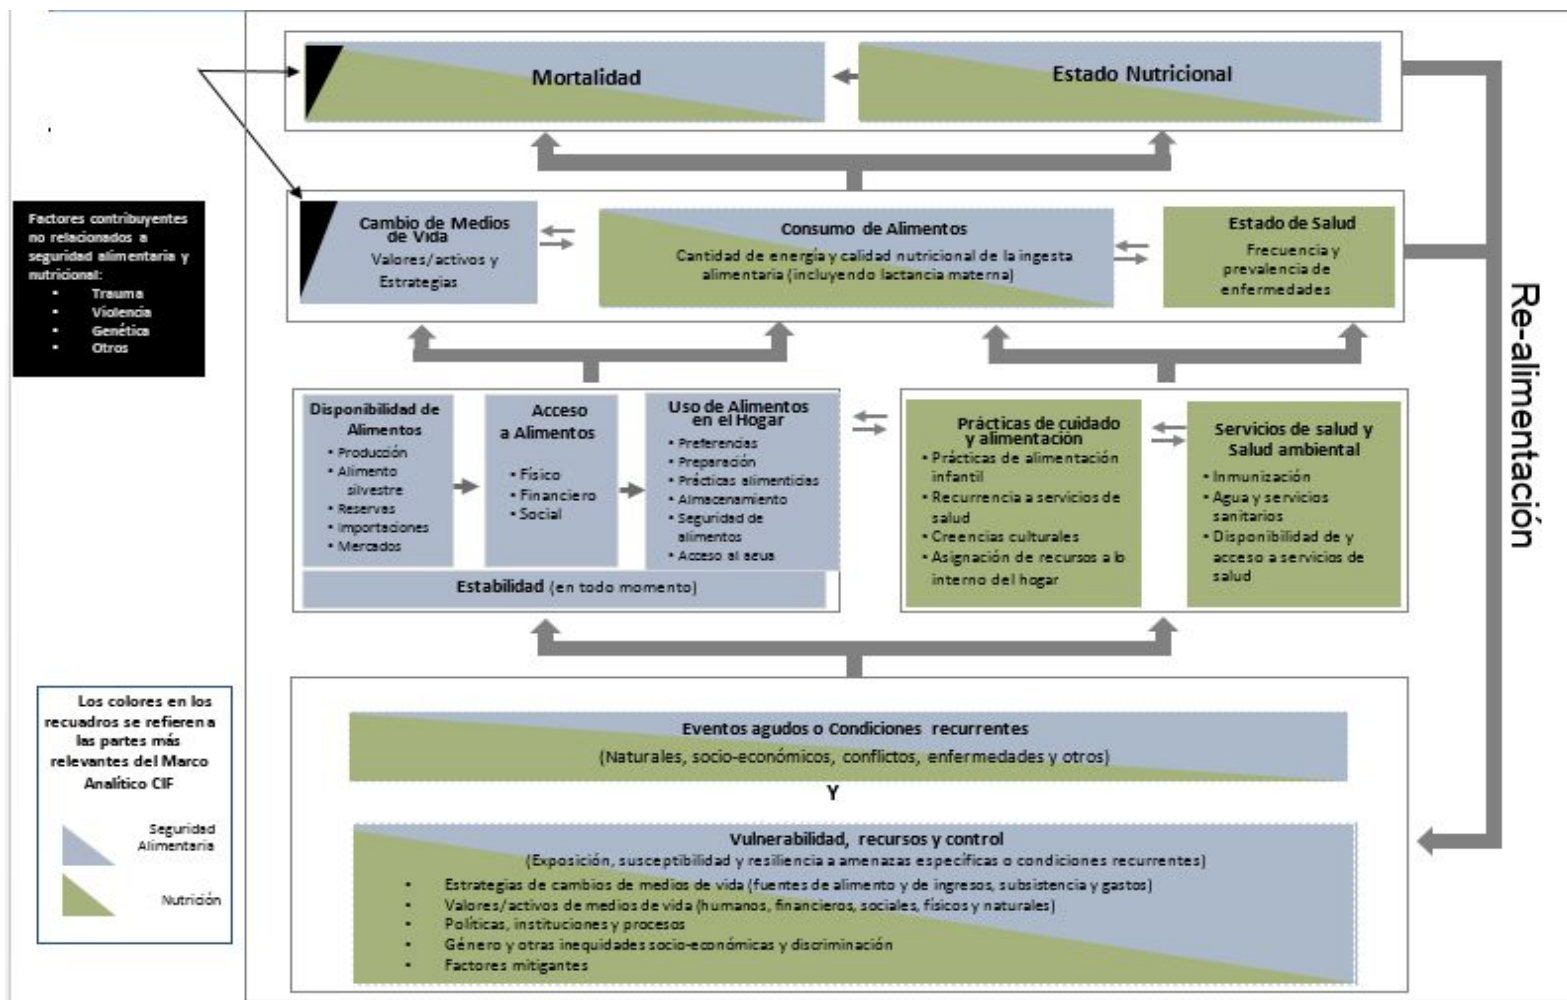 Mortalidad
Estado Nutricional
Factores contribuyentes
no relacionados a
seguridad alimentaria y
nutricional:
▪ Trauma
▪ Violencia
▪ Genética
▪ Otros
Cambio de Medios
de Vida
Valores/activos y
Estrategias
Consumo de Alimentos
Cantidad de energía y calidad nutricional de la ingesta
alimentaria (incluyendo lactancia materna)
Estado de Salud
Frecuencia y
prevalencia de
enfermedades
Re-alimentación
Disponibilidad de
Alimentos
▪ Producción
▪ Alimento
silvestre
▪ Reservas
▪ Importaciones
▪ Mercados
Acceso
a Alimentos
▪ Físico
▪ Financiero
▪ Social
Uso de Alimentos
en el Hogar
▪ Preferencias
▪ Preparación
▪ Prácticas alimenticias
▪ Almacenamiento
▪ Seguridad de
alimentos
▪ Acceso al agua
Estabilidad (en todo momento)
Prácticas de cuidado
y alimentación
▪ Prácticas de alimentación
infantil
▪ Recurrencia a servicios de
salud
▪ Creencias culturales
▪ Asignación de recursos a lo
interno del hogar
Servicios de salud y
Salud ambiental
▪ Inmunización
▪ Agua y servicios
sanitarios
▪ Disponibilidad de y
acceso a servicios de
salud
Los colores en los
recuadros se refieren a
las partes más
relevantes del Marco
Analítico CIF
Seguridad
Alimentaria
Nutrición
Eventos agudos o Condiciones recurrentes
(Naturales, socio-económicos, conflictos, enfermedades y otros)
Y
Vulnerabilidad, recursos y control
(Exposición, susceptibilidad y resiliencia a amenazas específicas o condiciones recurrentes)
• Estrategias de cambios de medios de vida (fuentes de alimento y de ingresos, subsistencia y gastos)
• Valores/activos de medios de vida (humanos, financieros, sociales, físicos y naturales)
• Políticas, instituciones y procesos
• Género y otras inequidades socio-económicas y discriminación
• Factores mitigantes